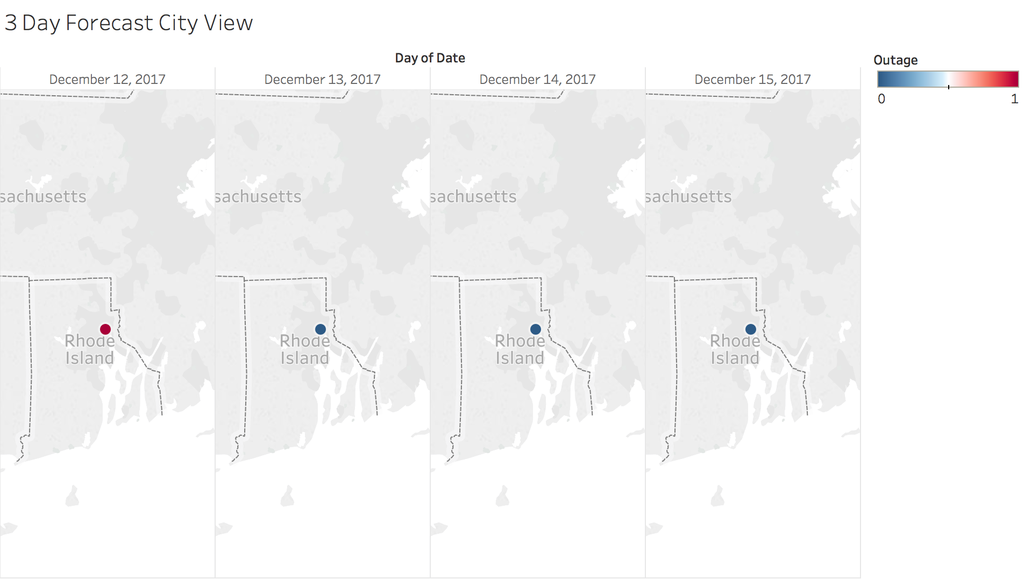 3 Day Forecast City View
Day of Date
Outage
December 12, 2017
December 13, 2017
December 14, 2017
December 15, 2017
0
1
sachusetts
sachusetts
sachusetts
sachusetts
Rhode
Island
Rhode
Island
Rhode
Island
Rhode
Island